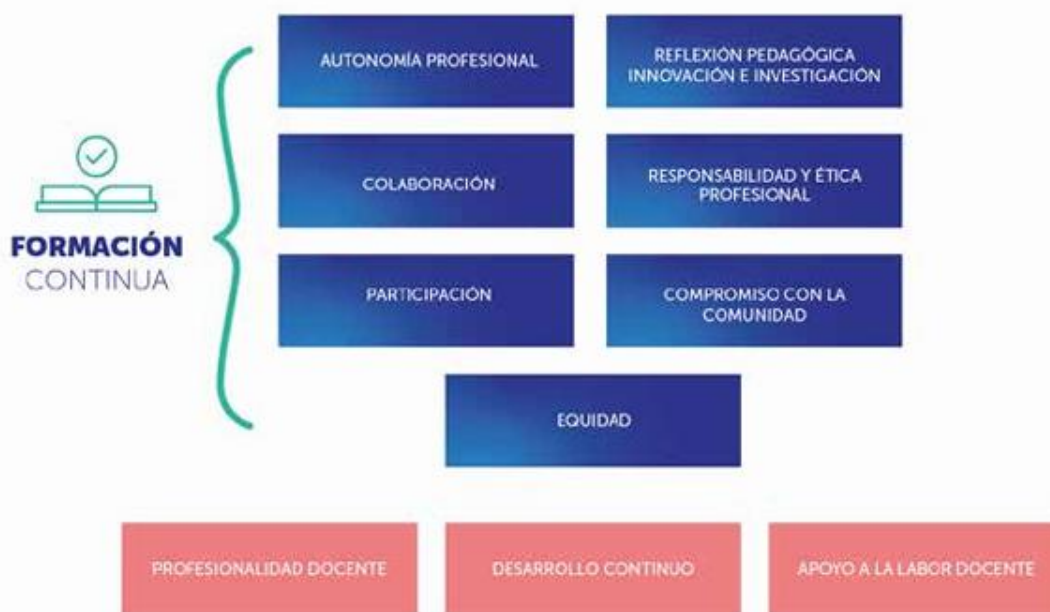 AUTONOMÍA PROFESIONAL
REFLEXIÓN PEDAGÓGICA
INNOVACIÓN E INVESTIGACIÓN
FORMACIÓN
CONTINUA
COLABORACIÓN
RESPONSABILIDAD Y ÉTICA
PROFESIONAL
PARTICIPACIÓN
COMPROMISO CON LA
COMUNIDAD
EQUIDAD
PROFESIONALIDAD DOCENTE
DESARROLLO CONTINUO
APOYO A LA LABOR DOCENTE